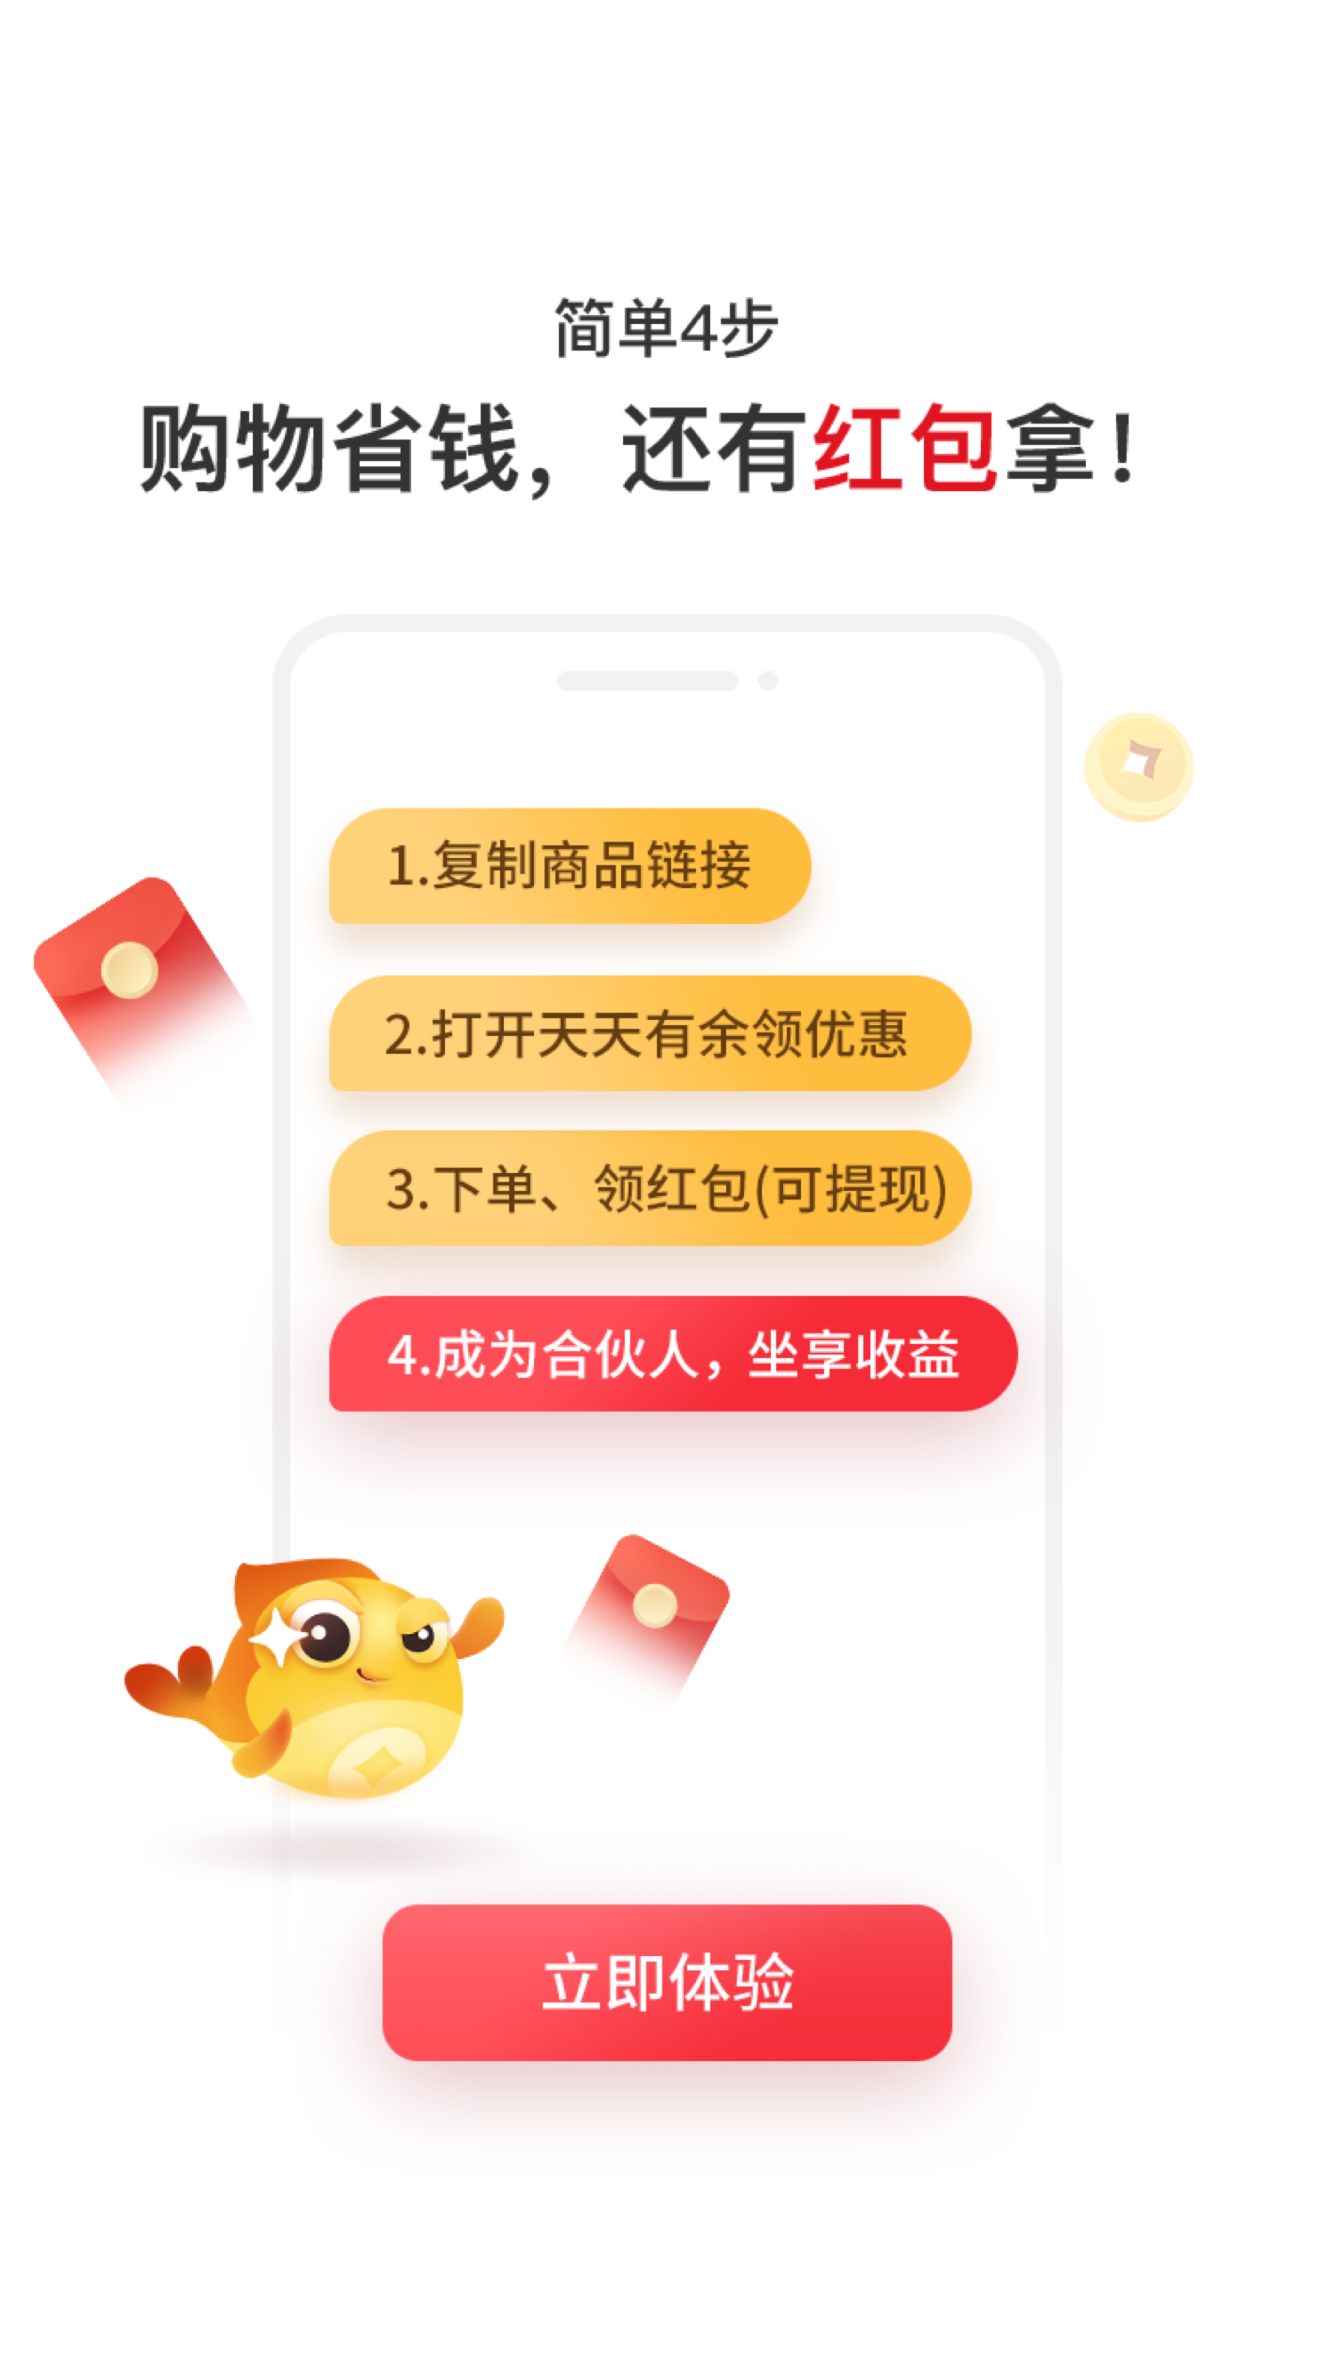 简单4步
购物省钱，还有红包拿！
1.复制商品链接
2.打开天天有余领优惠
3.下单、领红包(可提现)
4.成为合伙人，坐享收益
立即体验